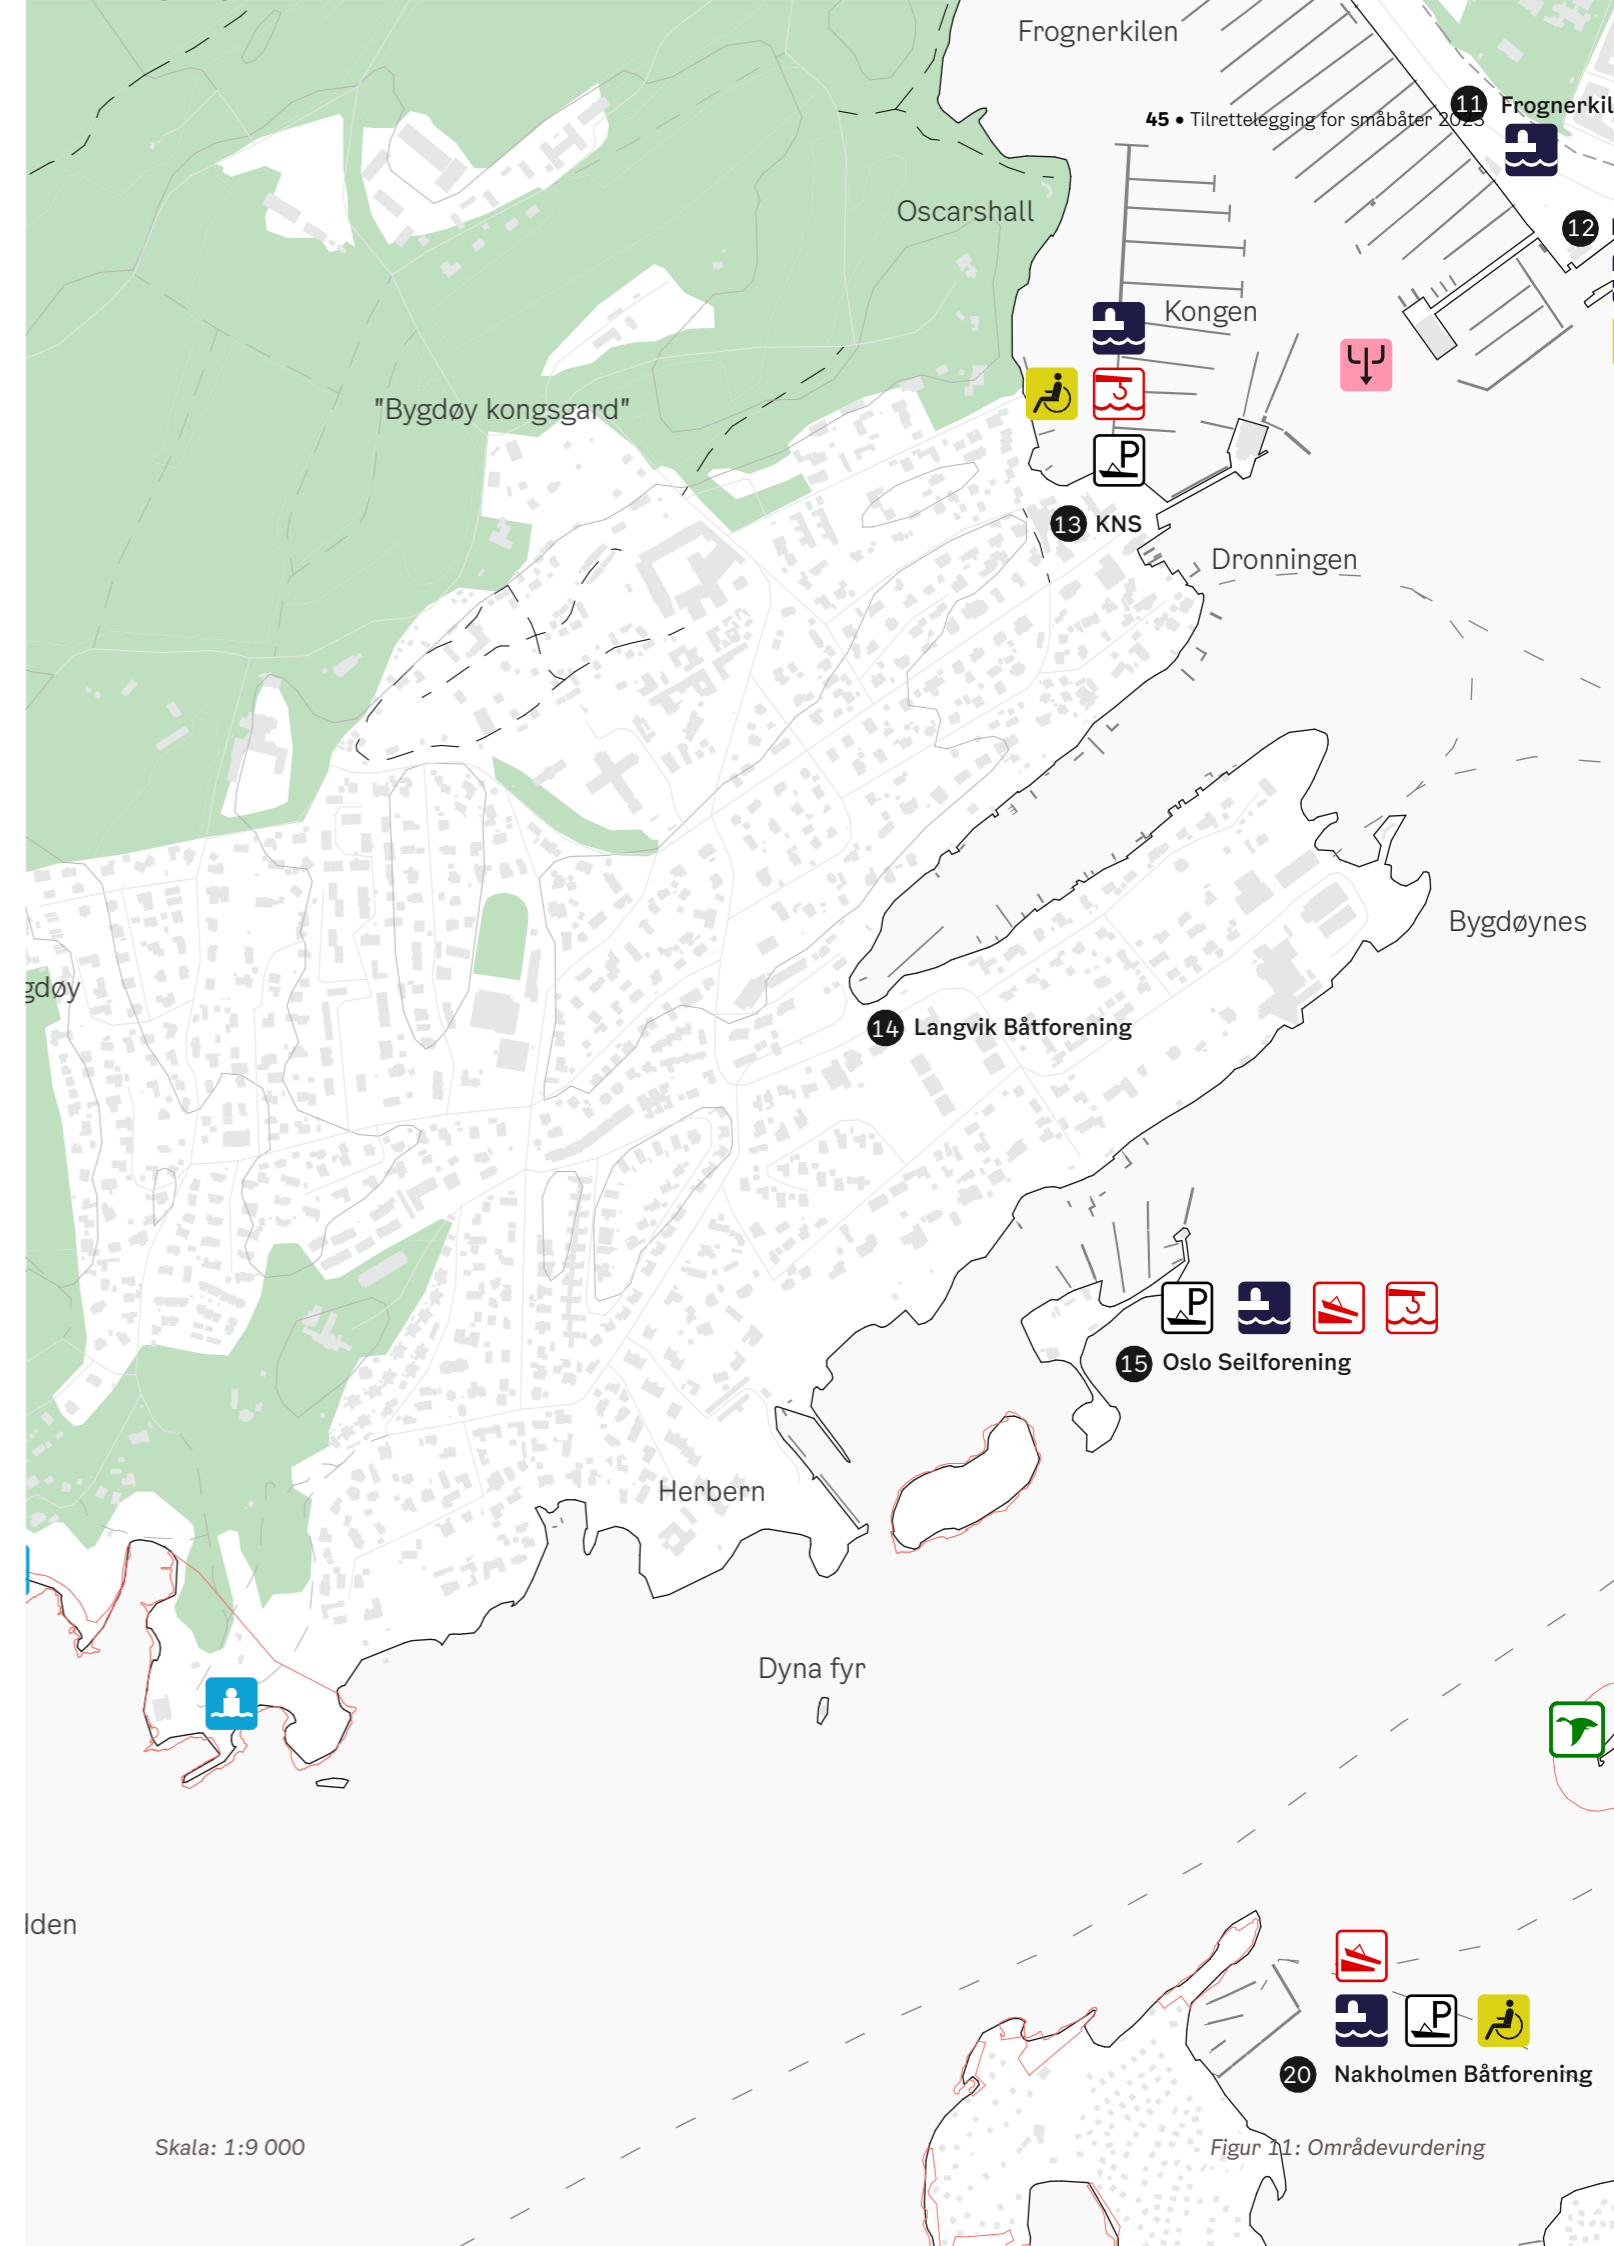 Frognerkilen
11 Frognerkil
45 • Tilrettelegging for småbåter 2023
Oscarshall
12
Kongen
"Bygdøy kongsgard"
P
13 KNS
Dronningen
Bygdøynes
gdøy
14 Langvik Båtforening
P
15 Oslo Seilforening
Herbern
Dyna fyr
dden
P
20 Nakholmen Båtforening
Skala: 1:9 000
Figur 11: Områdevurdering